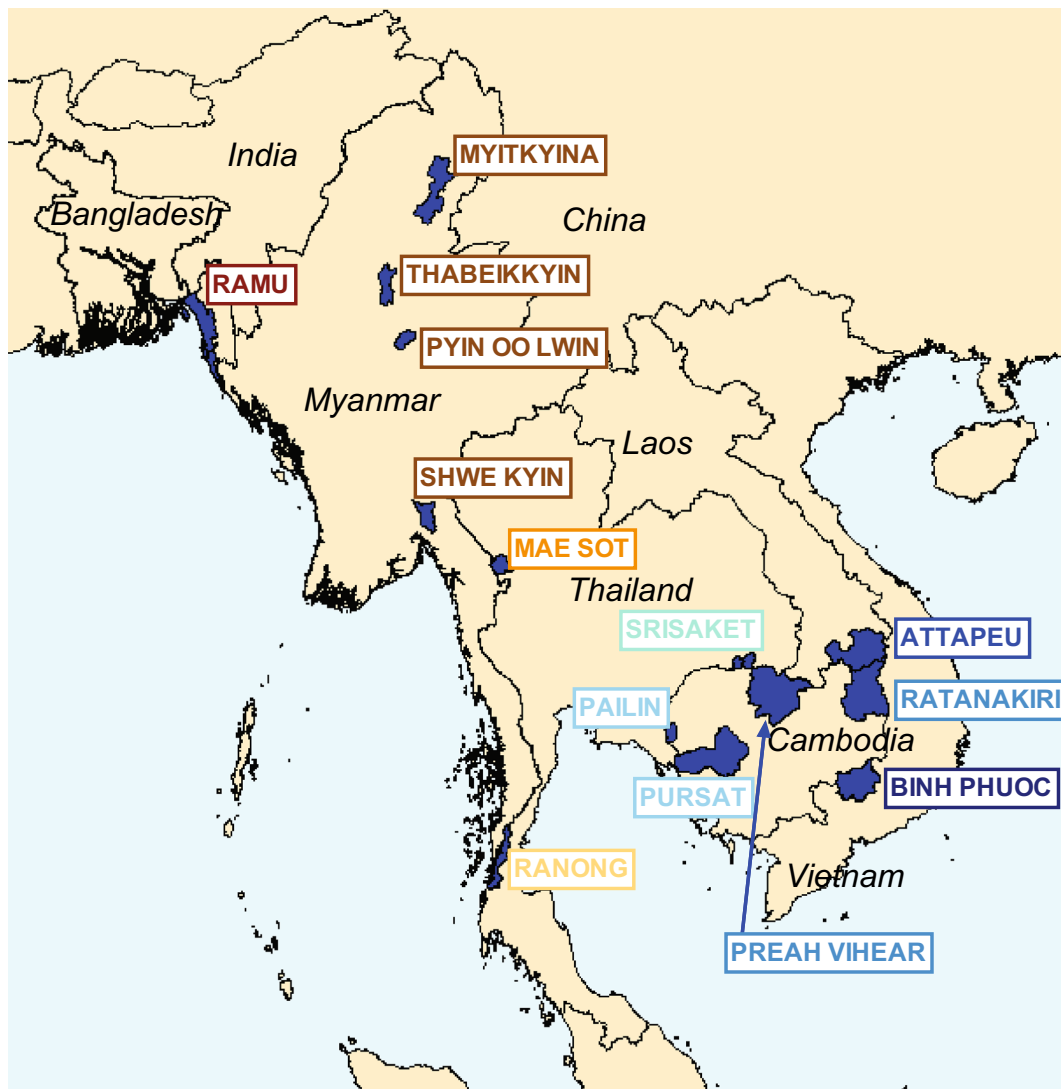 MYITKYINA
India
Bangladesh
China
RAMU
THABEIKKYIN
PYIN OO LWIN
Myanmar
Laos
SHWE KYIN
MAE SOT
Thailand
SRISAKET
ATTAPEU
PAILIN
RATANAKIRI
Cambodia
PURSAT
BINH PHUOC
RANONG
Vietnam
PREAH VIHEAR